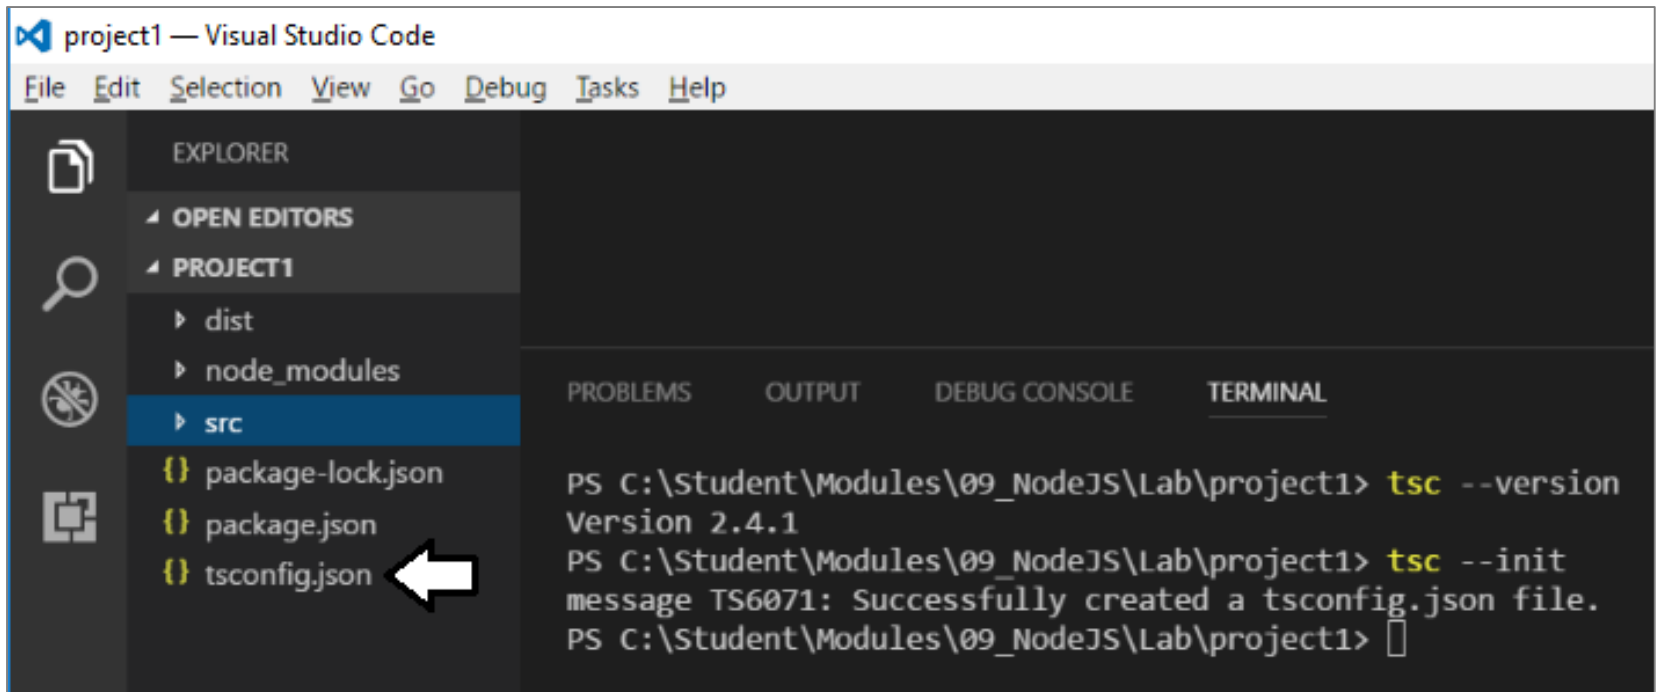 project1 — Visual Studio Code
File Edit Selection View Go Debug Tasks Help
EXPLORER
OPEN EDITORS
PROJECT1
dist
node_modules
src
{} package-lock.json
{} package.json
{} tsconfig.json
PROBLEMS OUTPUT DEBUG CONSOLE TERMINAL
PS C:\Student\Modules\09_NodeJS\Lab\project1> tsc --version
Version 2.4.1
PS C:\Student\Modules\09_NodeJS\Lab\project1> tsc --init
message TS6071: Successfully created a tsconfig.json file.
PS C:\Student\Modules\09_NodeJS\Lab\project1>